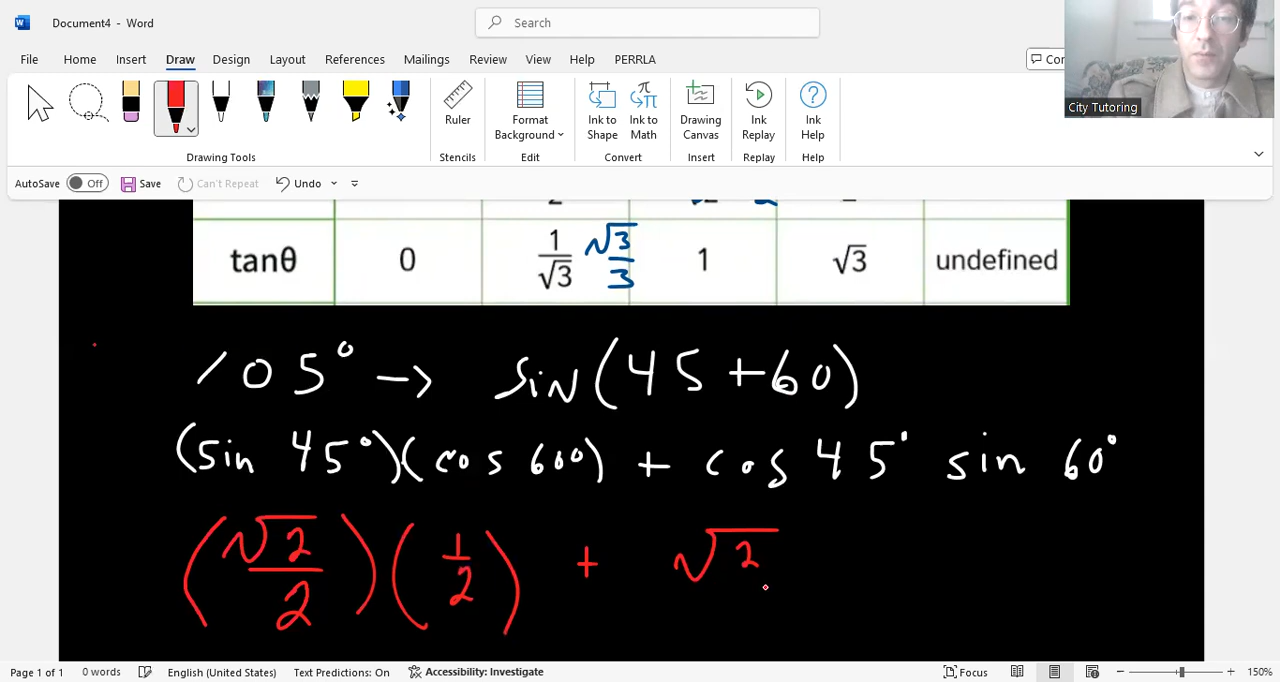 Document4 - Word
Search
File Home Insert Draw Design Layout References Mailings Review View Help PERRLA
City Tutoring
Ruler
Format Background
Ink to Shape
Ink to Math
Drawing Canvas
Ink Replay
Ink Help
Drawing Tools Stencils Edit Convert Insert Replay Help
AutoSave Off Save Can't Repeat Undo
tanθ 0 1/√3 √3/3 1 √3 undefined
105° -> sin(45+60)
(sin 45°)(cos 60°) + cos 45° sin 60°
(√2/2)(1/2) + √2
Page 1 of 1 0 words English (United States) Text Predictions: On Accessibility: Investigate Focus 150%